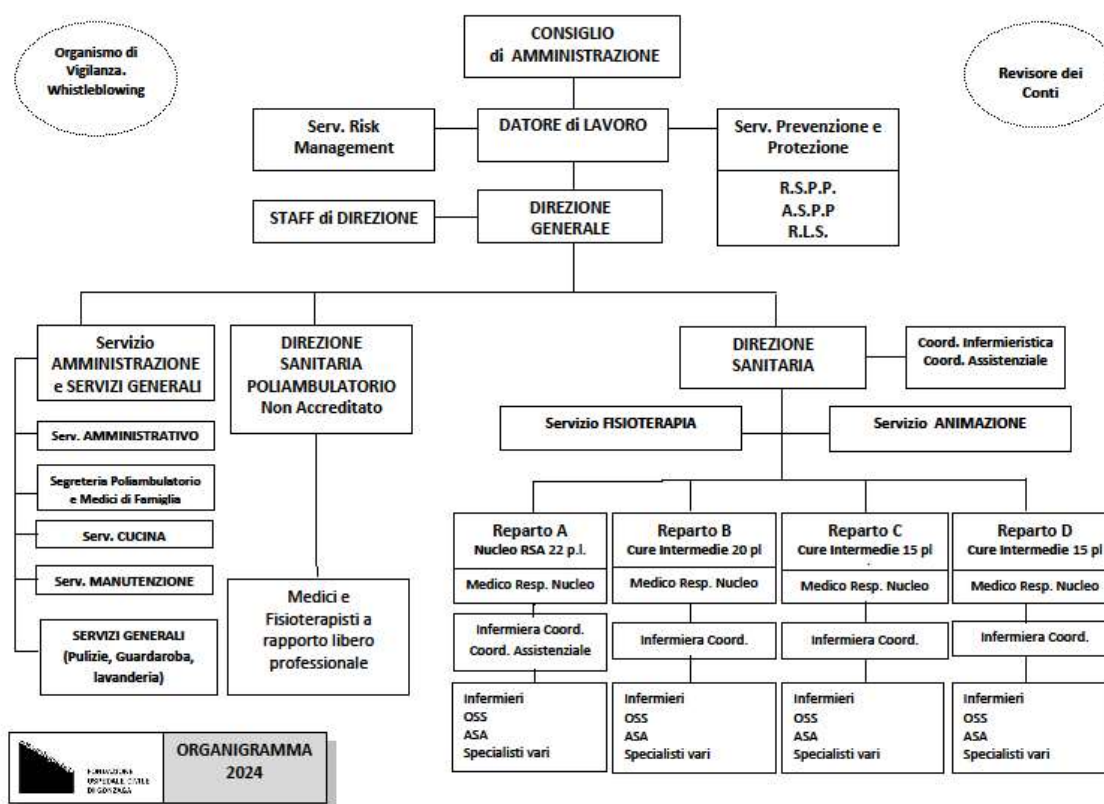 Organismo di
Vigilanza.
Whistleblowing
CONSIGLIO
di AMMINISTRAZIONE
Revisore dei
Conti
Serv. Risk
Management
DATORE di LAVORO
Serv. Prevenzione e
Protezione
R.S.P.P.
A.S.P.P
R.L.S.
STAFF di DIREZIONE
DIREZIONE
GENERALE
Servizio
AMMINISTRAZIONE
e SERVIZI GENERALI
DIREZIONE
SANITARIA
POLIAMBULATORIO
Non Accreditato
DIREZIONE
SANITARIA
Coord. Infermieristica
Coord. Assistenziale
Servizio FISIOTERAPIA
Servizio ANIMAZIONE
Serv. AMMINISTRATIVO
Segreteria Poliambulatorio
e Medici di Famiglia
Serv. CUCINA
Serv. MANUTENZIONE
SERVIZI GENERALI
(Pulizie, Guardaroba,
lavanderia)
Medici e
Fisioterapisti a
rapporto libero
professionale
Reparto A
Nucleo RSA 22 p.l.
Medico Resp. Nucleo
Infermiera Coord.
Coord. Assistenziale
Infermieri
OSS
ASA
Specialisti vari
Reparto B
Cure Intermedie 20 pl
Medico Resp. Nucleo
Infermiera Coord.
Infermieri
OSS
ASA
Specialisti vari
Reparto C
Cure Intermedie 15 pl
Medico Resp. Nucleo
Infermiera Coord.
Infermieri
OSS
ASA
Specialisti vari
Reparto D
Cure Intermedie 15 pl
Medico Resp. Nucleo
Infermiera Coord.
Infermieri
OSS
ASA
Specialisti vari
FONDAZIONE
OSPEDALE CIVILE
DI GONZAGA
ORGANIGRAMMA
2024